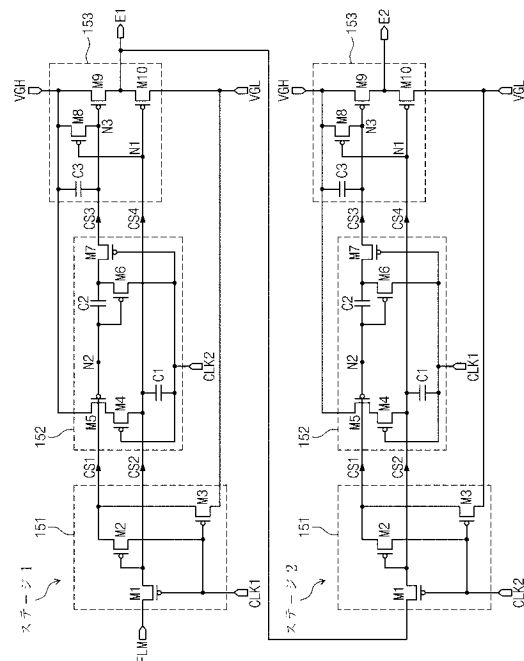 ステージ 1
151
FLM
M1
M2
M3
CLK1
CS1
CS2
152
M5
M4
N2
C1
C2
M6
M7
CLK2
CS3
CS4
153
VGH
C3
M8
N3
N1
M9
M10
E1
VGL
ステージ 2
151
M1
M2
M3
CLK2
CS1
CS2
152
M5
M4
N2
C1
C2
M6
M7
CLK1
CS3
CS4
153
VGH
C3
M8
N3
N1
M9
M10
E2
VGL